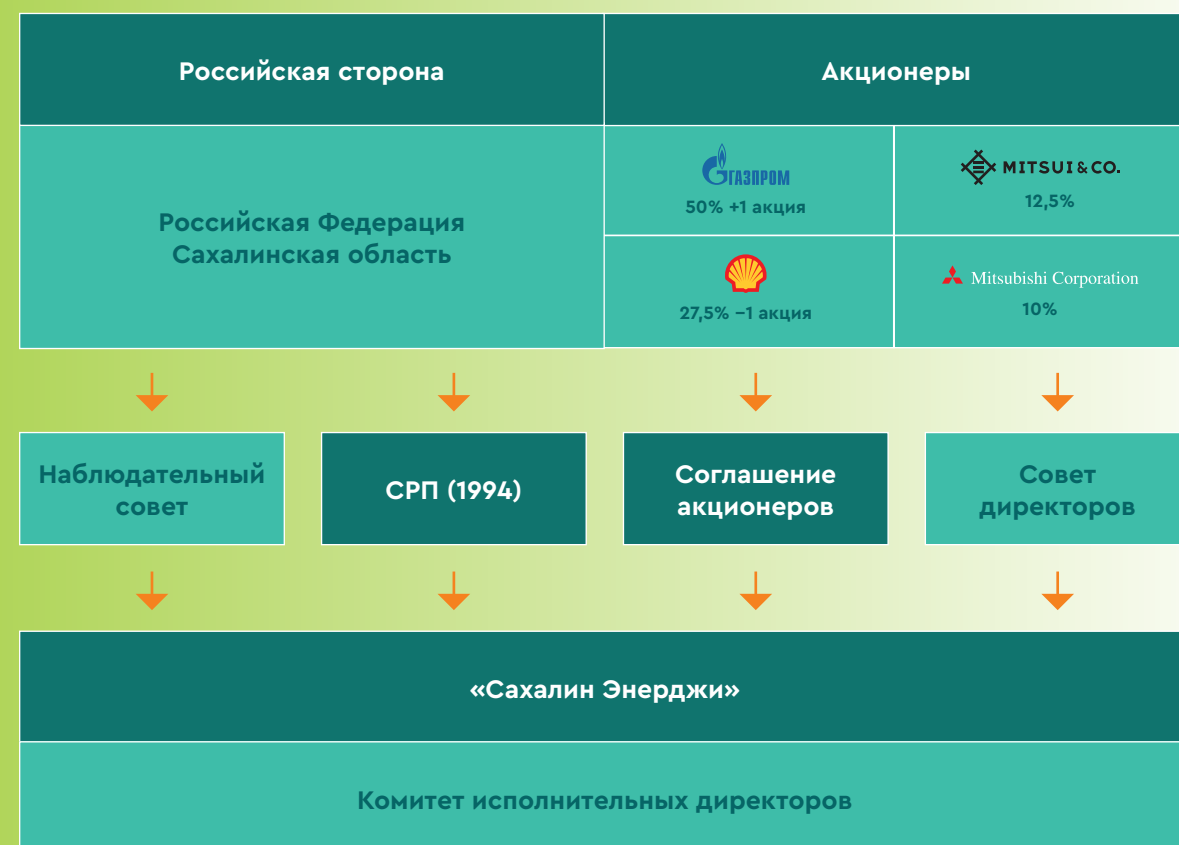 Российская сторона
Акционеры
Российская Федерация
Сахалинская область
ГАЗПРОМ
50% +1 акция
MITSUI & CO.
12,5%
27,5% −1 акция
Mitsubishi Corporation
10%
Наблюдательный
совет
СРП (1994)
Соглашение
акционеров
Совет
директоров
«Сахалин Энерджи»
Комитет исполнительных директоров